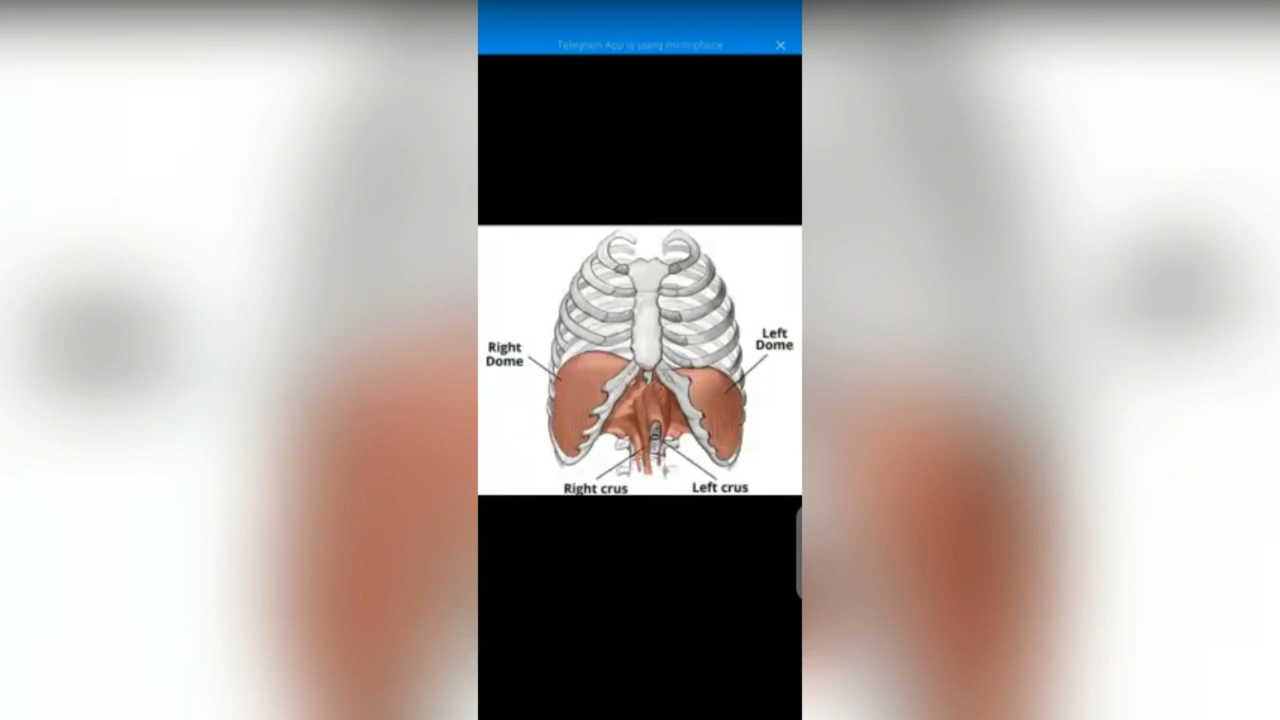 Telegram App is using microphone
Right
Dome
Left
Dome
Right crus
Left crus